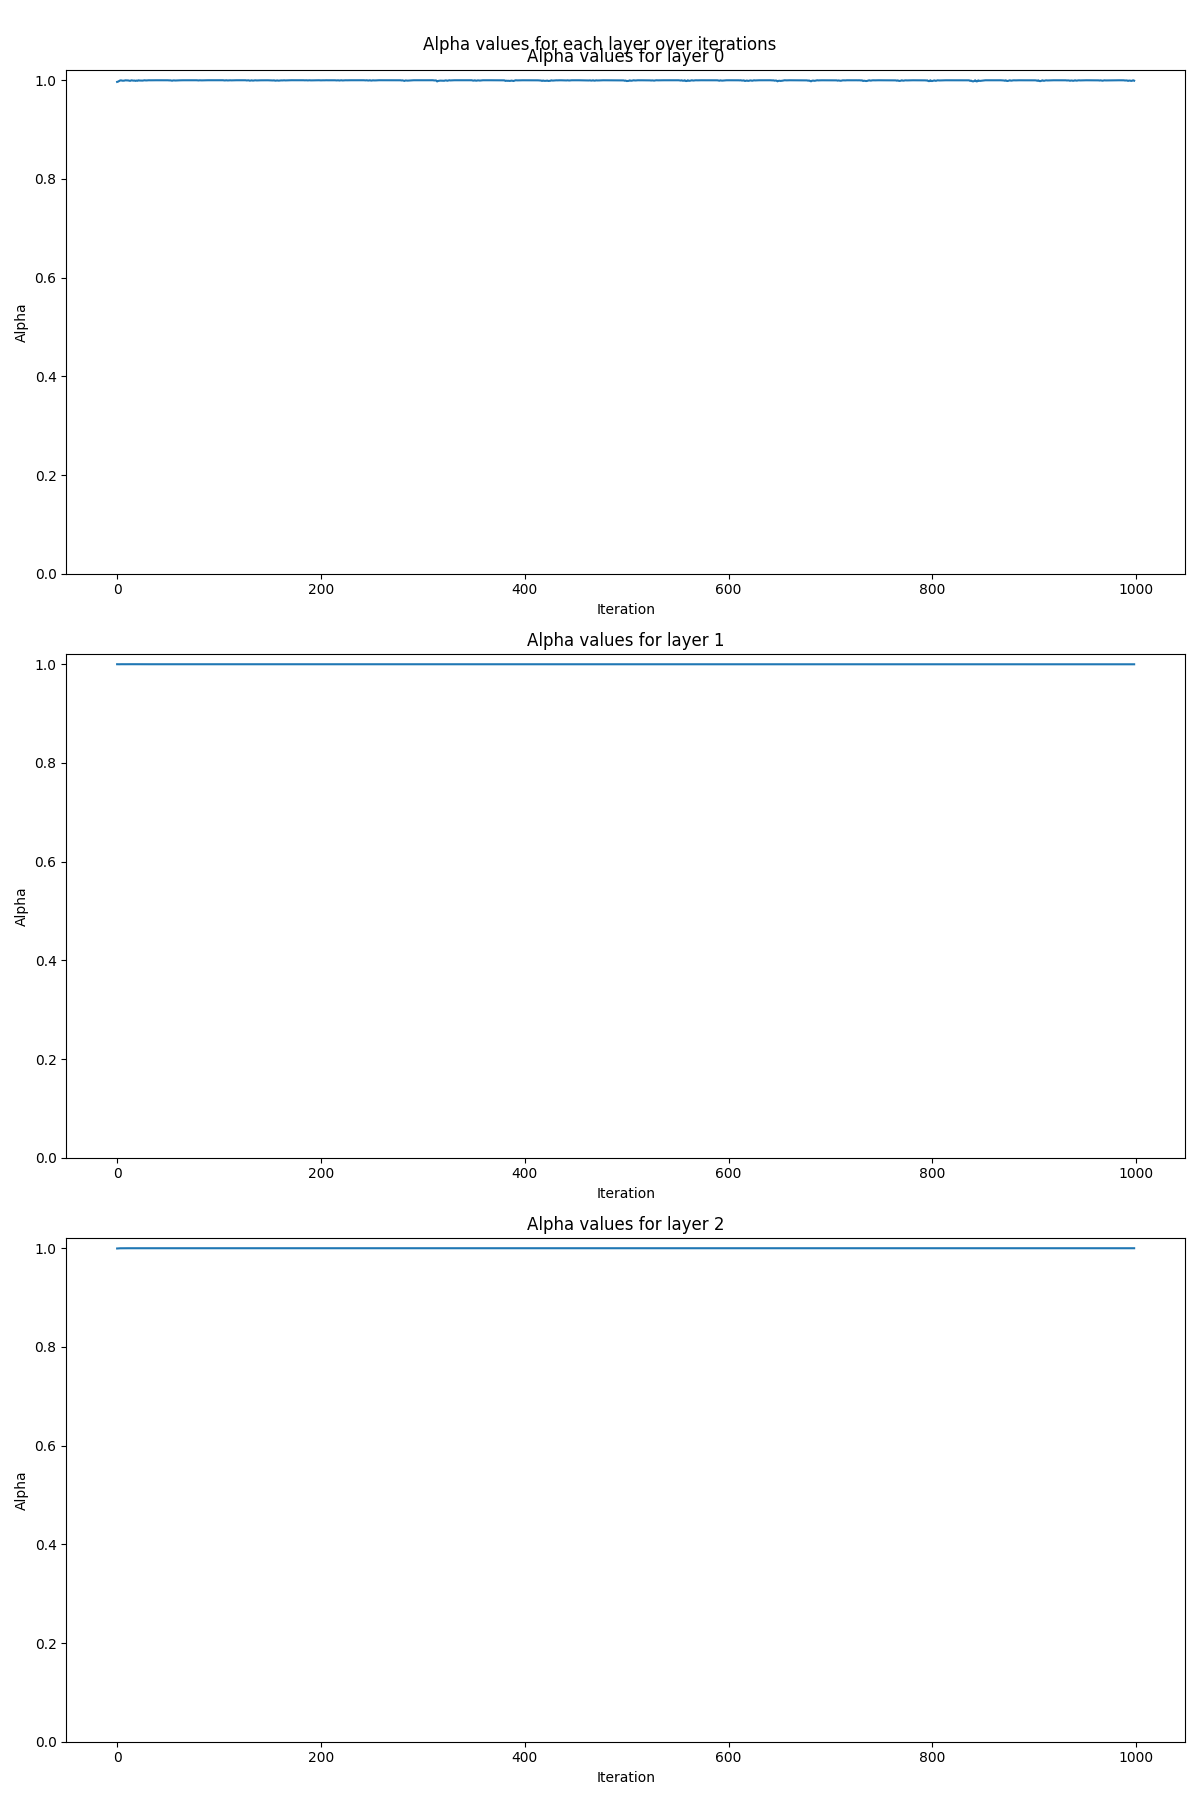 Alpha values for each layer over iterations
Alpha values for layer 0
1.0
0.8
0.6
0.4
0.2
0.0
Alpha
0 200 400 600 800 1000
Iteration
Alpha values for layer 1
1.0
0.8
0.6
0.4
0.2
0.0
Alpha
0 200 400 600 800 1000
Iteration
Alpha values for layer 2
1.0
0.8
0.6
0.4
0.2
0.0
Alpha
0 200 400 600 800 1000
Iteration